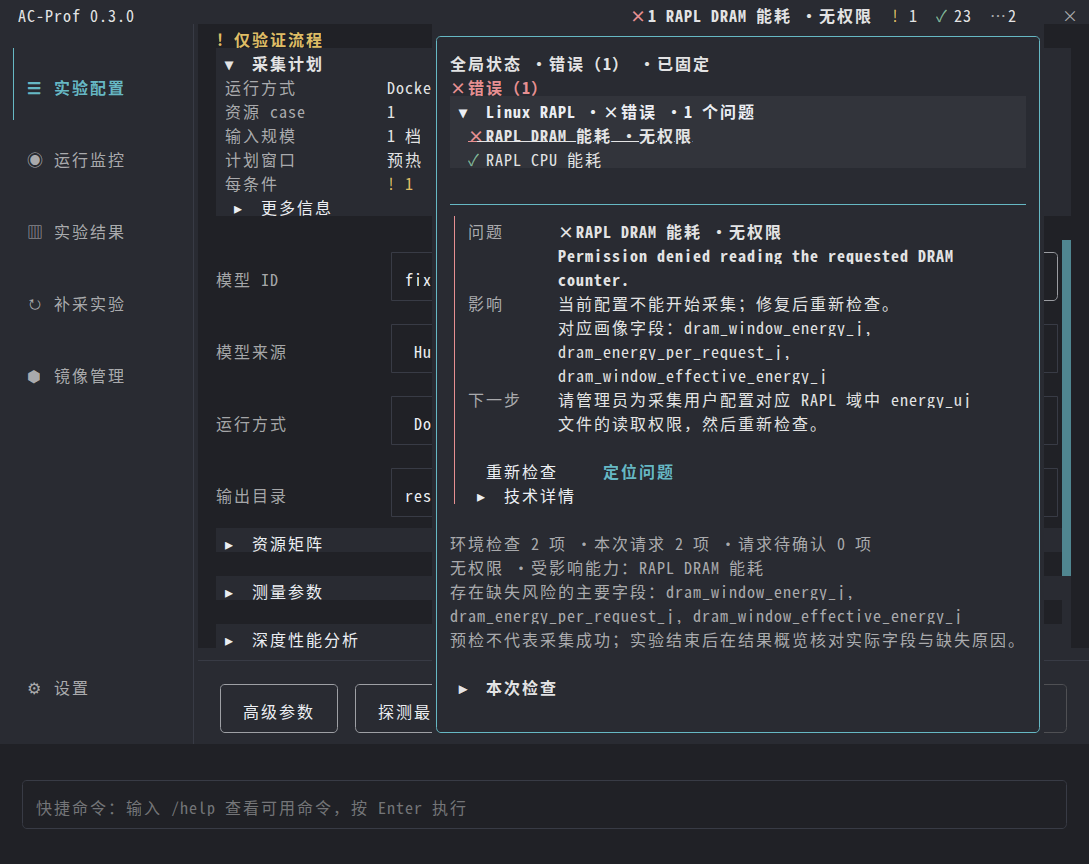 AC-Prof 0.3.0
✕1 RAPL DRAM 能耗 ・无权限 ! 1 ✓ 23 …2 ✕
! 仅验证流程
▼ 采集计划
运行方式 Docke
资源 case 1
输入规模 1 档
计划窗口 预热
每条件 ! 1
▶ 更多信息
☰ 实验配置
◉ 运行监控
▥ 实验结果
↻ 补采实验
⬢ 镜像管理
⚙ 设置
模型 ID fix
模型来源 Hu
运行方式 Do
输出目录 res
▶ 资源矩阵
▶ 测量参数
▶ 深度性能分析
高级参数 探测最
全局状态 ・错误（1） ・已固定
✕错误（1）
▼ Linux RAPL ・✕错误 ・1 个问题
✕RAPL DRAM 能耗 ・无权限
✓RAPL CPU 能耗
问题 ✕RAPL DRAM 能耗 ・无权限
Permission denied reading the requested DRAM
counter.
影响 当前配置不能开始采集；修复后重新检查。
对应画像字段：dram_window_energy_j,
dram_energy_per_request_j,
dram_window_effective_energy_j
下一步 请管理员为采集用户配置对应 RAPL 域中 energy_uj
文件的读取权限，然后重新检查。
重新检查 定位问题
▶ 技术详情
环境检查 2 项 ・本次请求 2 项 ・请求待确认 0 项
无权限 ・受影响能力：RAPL DRAM 能耗
存在缺失风险的主要字段：dram_window_energy_j,
dram_energy_per_request_j, dram_window_effective_energy_j
预检不代表采集成功；实验结束后在结果概览核对实际字段与缺失原因。
▶ 本次检查
快捷命令：输入 /help 查看可用命令，按 Enter 执行